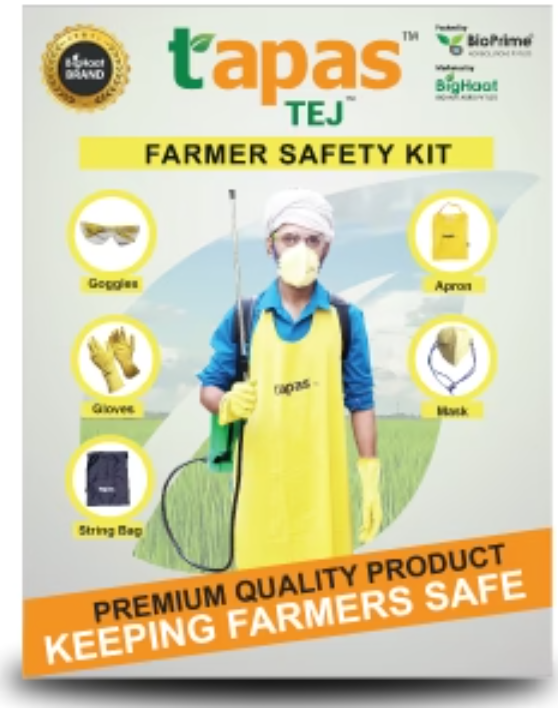 BigHaat
BRAND
tapas™
TEJ™
BioPrime
BigHaat
FARMER SAFETY KIT
Goggles
Apron
Gloves
Mask
String Bag
tapas
PREMIUM QUALITY PRODUCT
KEEPING FARMERS SAFE